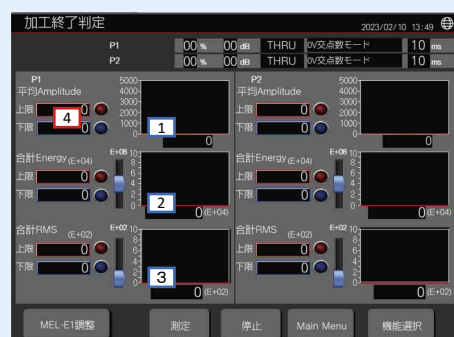 加工終了判定 2023/02/10 13:49
P1 00 % 00 dB THRU 0V交点数モード 10 ms
P2 00 % 00 dB THRU 0V交点数モード 10 ms
P1
平均Amplitude
上限 0
下限 0
4
5000
4000
3000
2000
1000
0
1
0
合計Energy (E+04)
上限 0
下限 0
E+08 10
8
6
4
2
0
2
0 (E+04)
合計RMS (E+02)
上限 0
下限 0
E+02 10
8
6
4
2
0
3
0 (E+02)
P2
平均Amplitude
上限 0
下限 0
5000
4000
3000
2000
1000
0
0
合計Energy (E+04)
上限 0
下限 0
E+08 10
8
6
4
2
0
0 (E+04)
合計RMS (E+02)
上限 0
下限 0
E+02 10
8
6
4
2
0
0 (E+02)
MEL-E1調整 測定 停止 Main Menu 機能選択